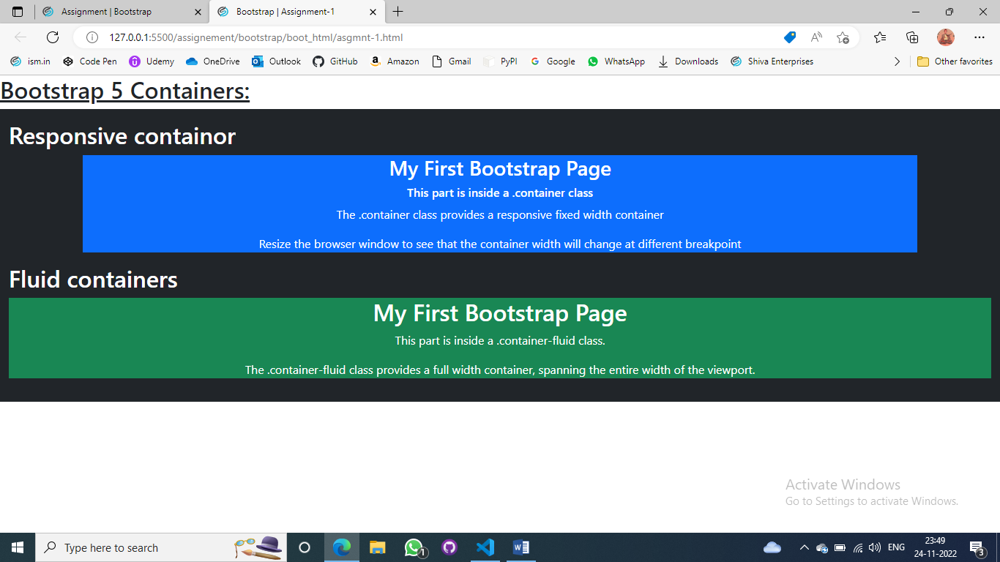 Assignment | Bootstrap
Bootstrap | Assignment-1
127.0.0.1:5500/assignement/bootstrap/boot_html/asgmnt-1.html
ism.in Code Pen Udemy OneDrive Outlook GitHub Amazon Gmail PyPI Google WhatsApp Downloads Shiva Enterprises Other favorites
Bootstrap 5 Containers:
Responsive containor
My First Bootstrap Page
This part is inside a .container class
The .container class provides a responsive fixed width container
Resize the browser window to see that the container width will change at different breakpoint
Fluid containers
My First Bootstrap Page
This part is inside a .container-fluid class.
The .container-fluid class provides a full width container, spanning the entire width of the viewport.
Activate Windows
Go to Settings to activate Windows.
Type here to search
1
ENG
23:49
24-11-2022
3